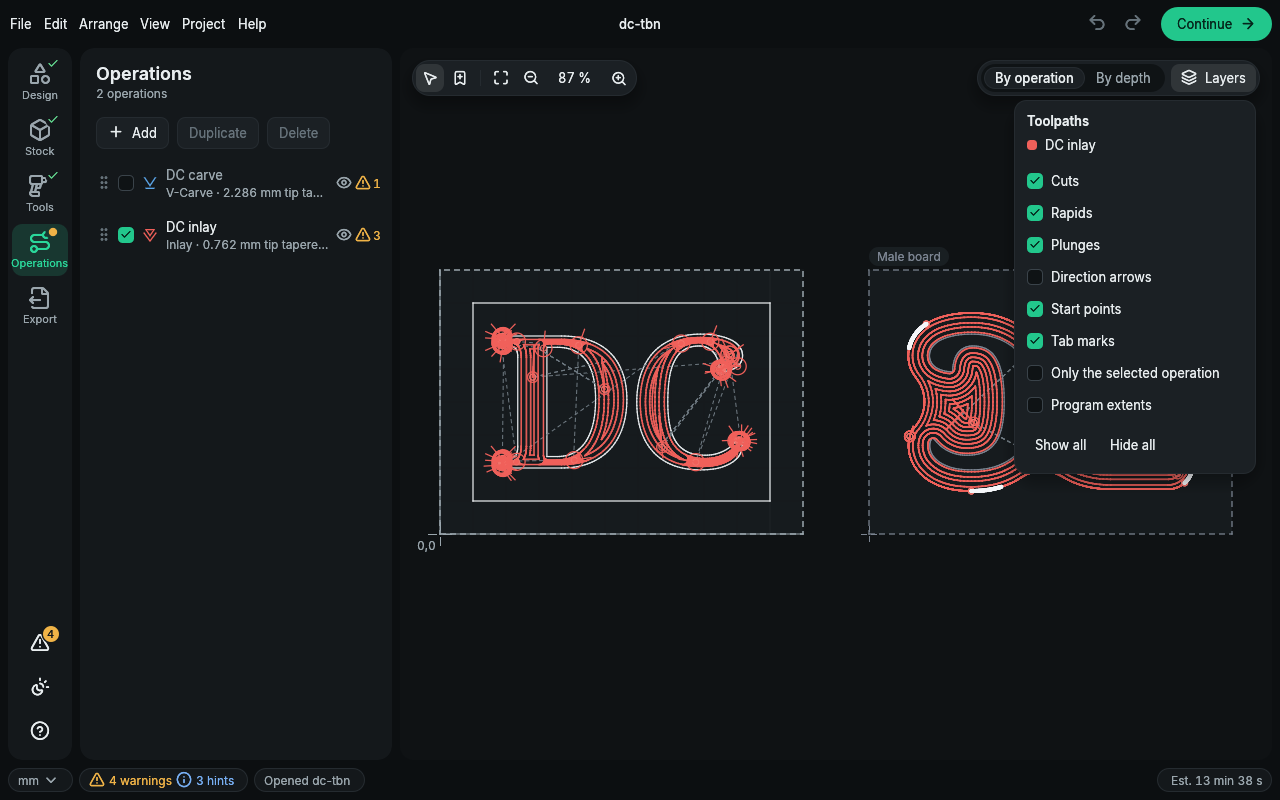 File Edit Arrange View Project Help
dc-tbn
Continue
Design
Stock
Tools
Operations
Export
4
Operations
2 operations
Add
Duplicate
Delete
DC carve
V-Carve · 2.286 mm tip ta...
1
DC inlay
Inlay · 0.762 mm tip tapere...
3
87 %
By operation
By depth
Layers
Toolpaths
DC inlay
Cuts
Rapids
Plunges
Direction arrows
Start points
Tab marks
Only the selected operation
Program extents
Show all
Hide all
Male board
0,0
mm
4 warnings
3 hints
Opened dc-tbn
Est. 13 min 38 s